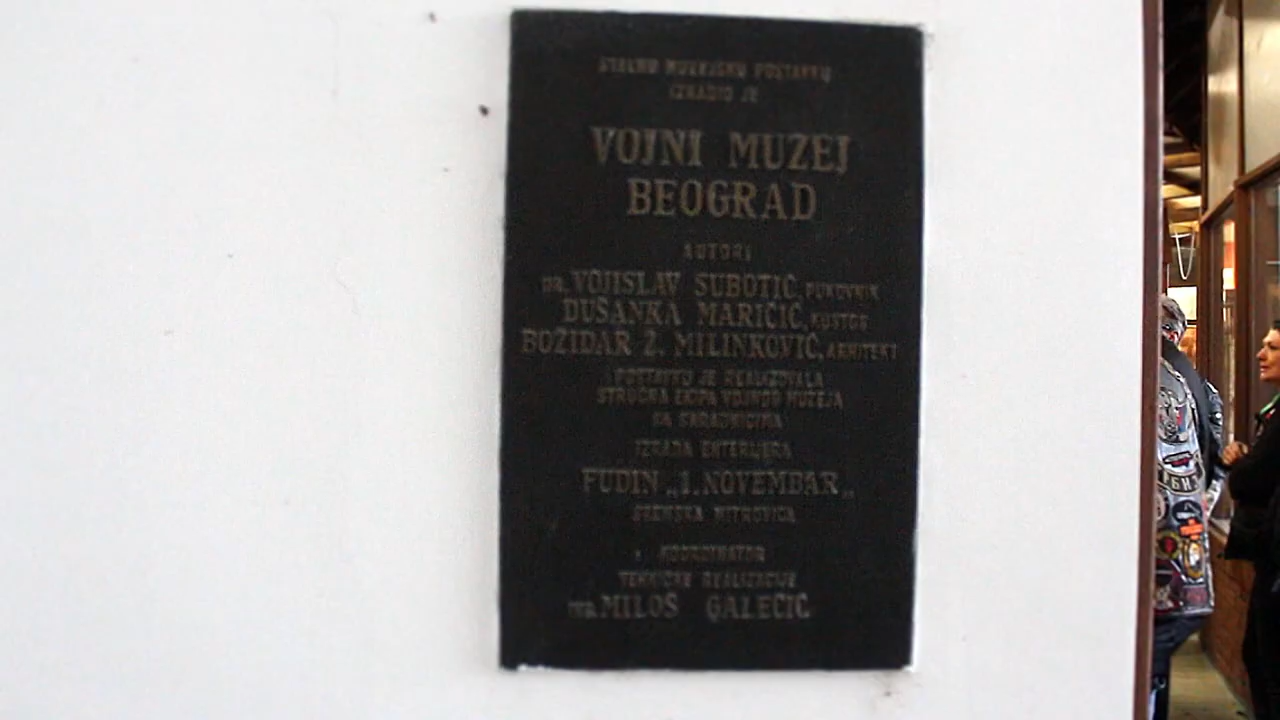 STALNU MUZEJSKU POSTAVKU
IZRADIO JE
VOJNI MUZEJ
BEOGRAD
AUTORI
DR. VOJISLAV SUBOTIĆ, PUKOVNIK
DUŠANKA MARIČIĆ, KUSTOS
BOŽIDAR Ž. MILINKOVIĆ, ARHITEKT
POSTAVKU JE REALIZOVALA
STRUČNA EKIPA VOJNOG MUZEJA
SA SARADNICIMA
IZRADA ENTERIJERA
FUDIN „1. NOVEMBAR„
SREMSKA MITROVICA
KOORDINATOR
TEHNIČKE REALIZACIJE
MILOŠ GALEČIĆ